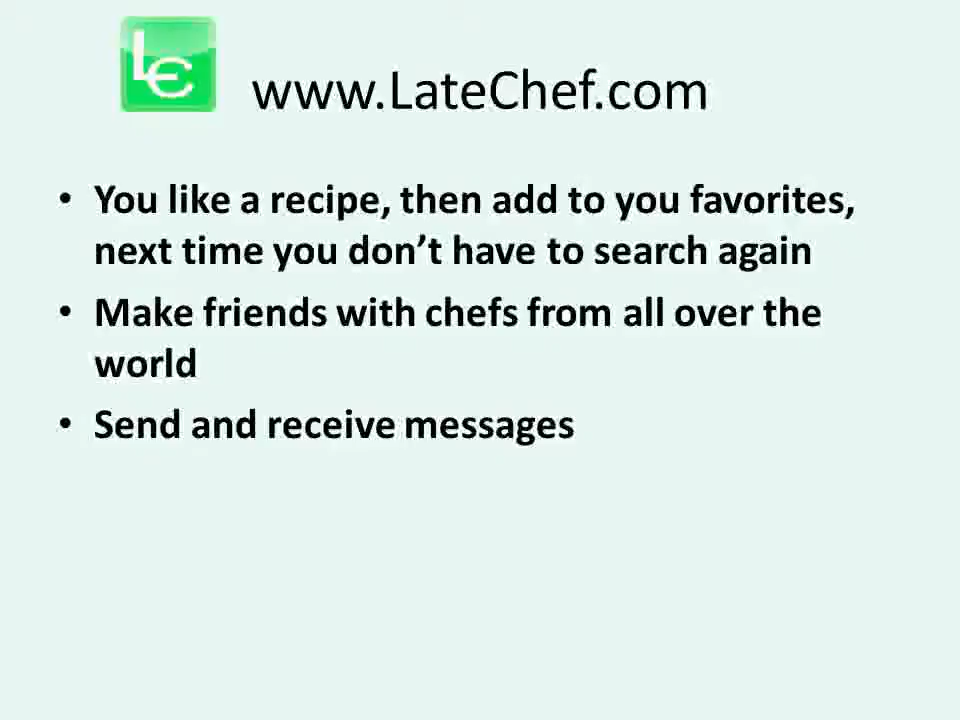 LC
www.LateChef.com
• You like a recipe, then add to you favorites,
next time you don’t have to search again
• Make friends with chefs from all over the
world
• Send and receive messages